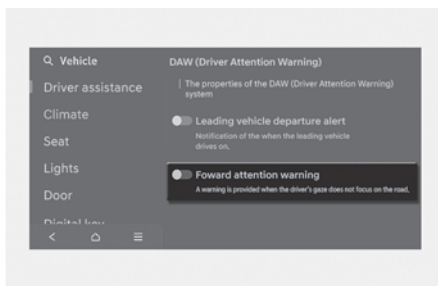 Vehicle
Driver assistance
Climate
Seat
Lights
Door
Digital key
DAW (Driver Attention Warning)
The properties of the DAW (Driver Attention Warning)
system
Leading vehicle departure alert
Notification of the when the leading vehicle
drives on,
Foward attention warning
A warning is provided when the driver's gaze does not focus on the road,